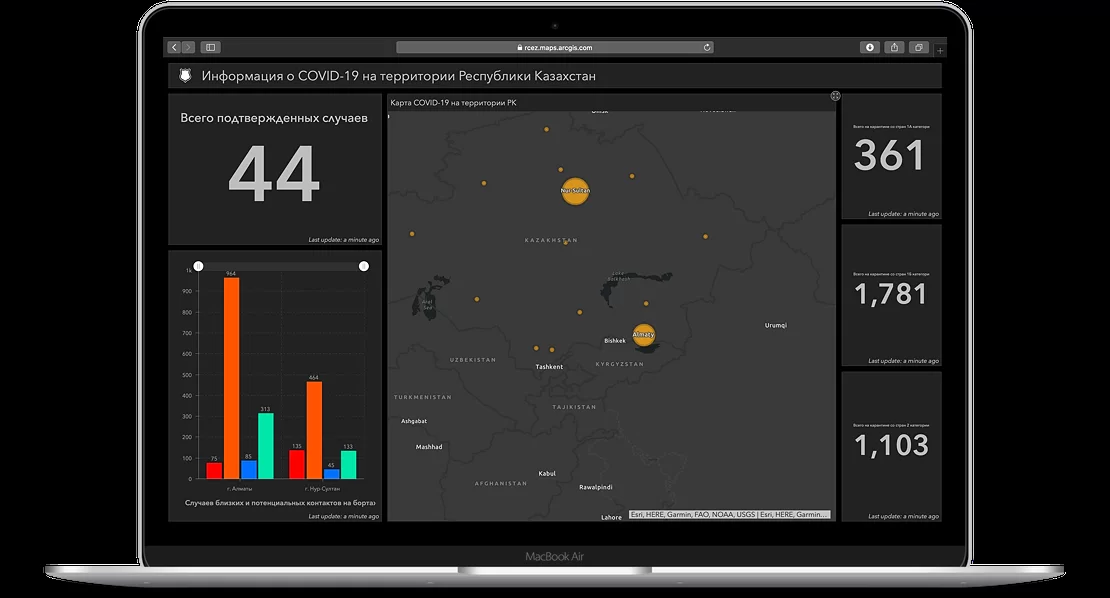 rcez.maps.arcgis.com
Информация о COVID-19 на территории Республики Казахстан
Всего подтвержденных случаев
44
Last update: a minute ago
1k
900
800
700
600
500
400
300
200
100
0
75
964
85
313
135
464
45
133
г. Алматы
г. Нур-Султан
Случаев близких и потенциальных контактов на борта
Last update: a minute ago
Карта COVID-19 на территории РК
Omsk
Nur-Sultan
KAZAKHSTAN
Aral
Sea
Lake
Balkhash
Almaty
Bishkek
Urumqi
UZBEKISTAN
Tashkent
KYRGYZSTAN
TURKMENISTAN
TAJIKISTAN
Ashgabat
Mashhad
Kabul
AFGHANISTAN
Rawalpindi
Lahore
Esri, HERE, Garmin, FAO, NOAA, USGS | Esri, HERE, Garmin...
Всего на карантине со стран 1А категори
361
Last update: a minute ago
Всего на карантине со стран 1Б категори
1,781
Last update: a minute ago
Всего на карантине со стран 2 категории
1,103
Last update: a minute ago
MacBook Air